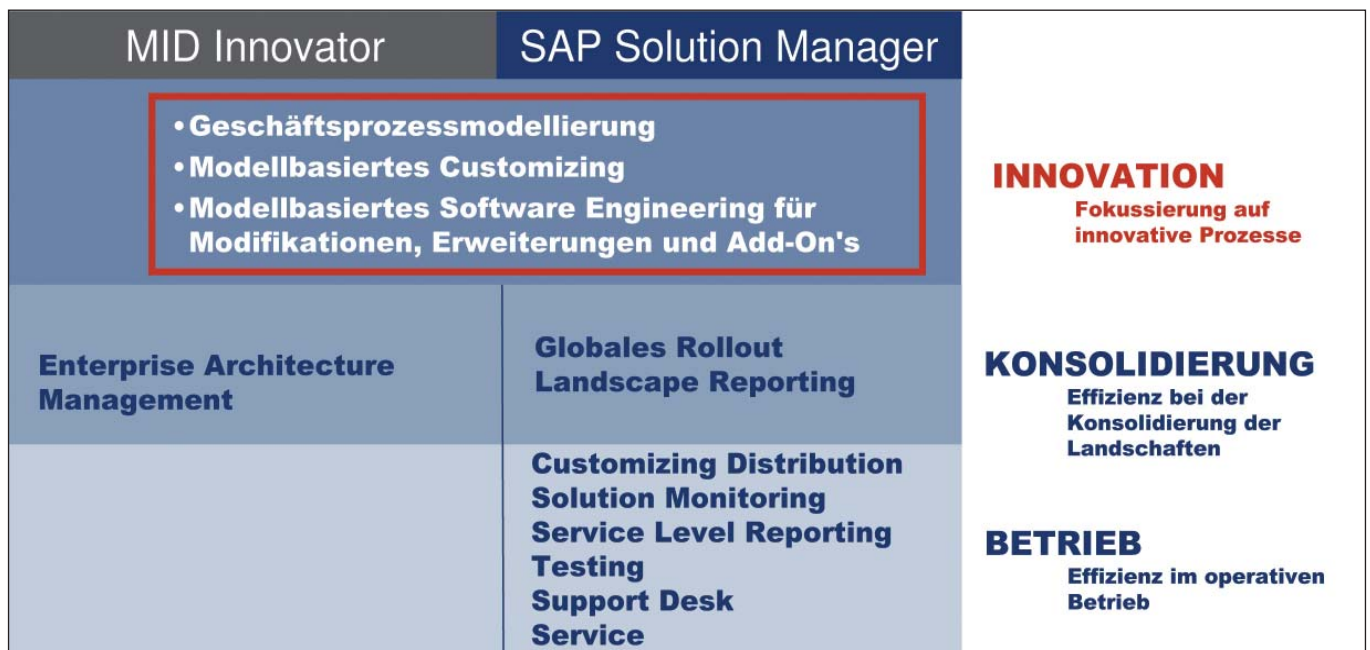 MID Innovator
SAP Solution Manager
•Geschäftsprozessmodellierung
•Modellbasiertes Customizing
•Modellbasiertes Software Engineering für
Modifikationen, Erweiterungen und Add-On's
INNOVATION
Fokussierung auf
innovative Prozesse
Enterprise Architecture
Management
Globales Rollout
Landscape Reporting
KONSOLIDIERUNG
Effizienz bei der
Konsolidierung der
Landschaften
Customizing Distribution
Solution Monitoring
Service Level Reporting
Testing
Support Desk
Service
BETRIEB
Effizienz im operativen
Betrieb